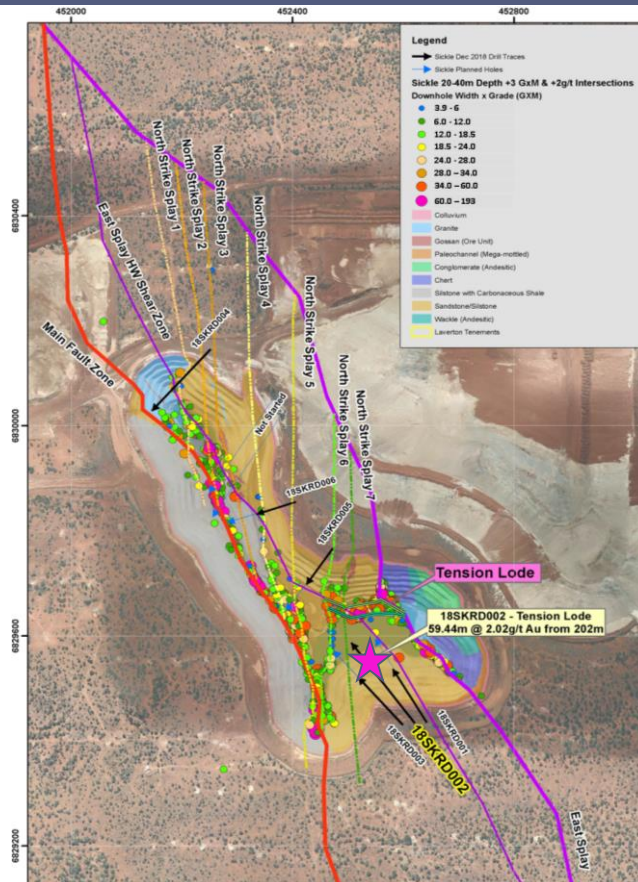 452000
452400
452800
6830400
6830000
6829600
6829200
Legend
Sickle Dec 2018 Drill Traces
Sickle Planned Holes
Sickle 20-40m Depth +3 GxM & +2g/t Intersections
Downhole Width x Grade (GXM)
3.9 - 6
6.0 - 12.0
12.0 - 18.5
18.5 - 24.0
24.0 - 28.0
28.0 – 34.0
34.0 – 60.0
60.0 – 193
Colluvium
Granite
Gossan (Ore Unit)
Paleochannel (Mega-mottled)
Conglomerate (Andesitic)
Chert
Silstone with Carbonaceous Shale
Sandstone/Silstone
Wackle (Andesitic)
Laverton Tenements
North Strike Splay 1
North Strike Splay 2
North Strike Splay 3
North Strike Splay 4
North Strike Splay 5
North Strike Splay 6
North Strike Splay 7
East Splay HW Shear Zone
Main Fault Zone
18SKRD004
Not Started
18SKRD006
18SKRD005
Tension Lode
18SKRD002 - Tension Lode
59.44m @ 2.02g/t Au from 202m
18SKRD001
18SKRD002
18SKRD003
East Splay